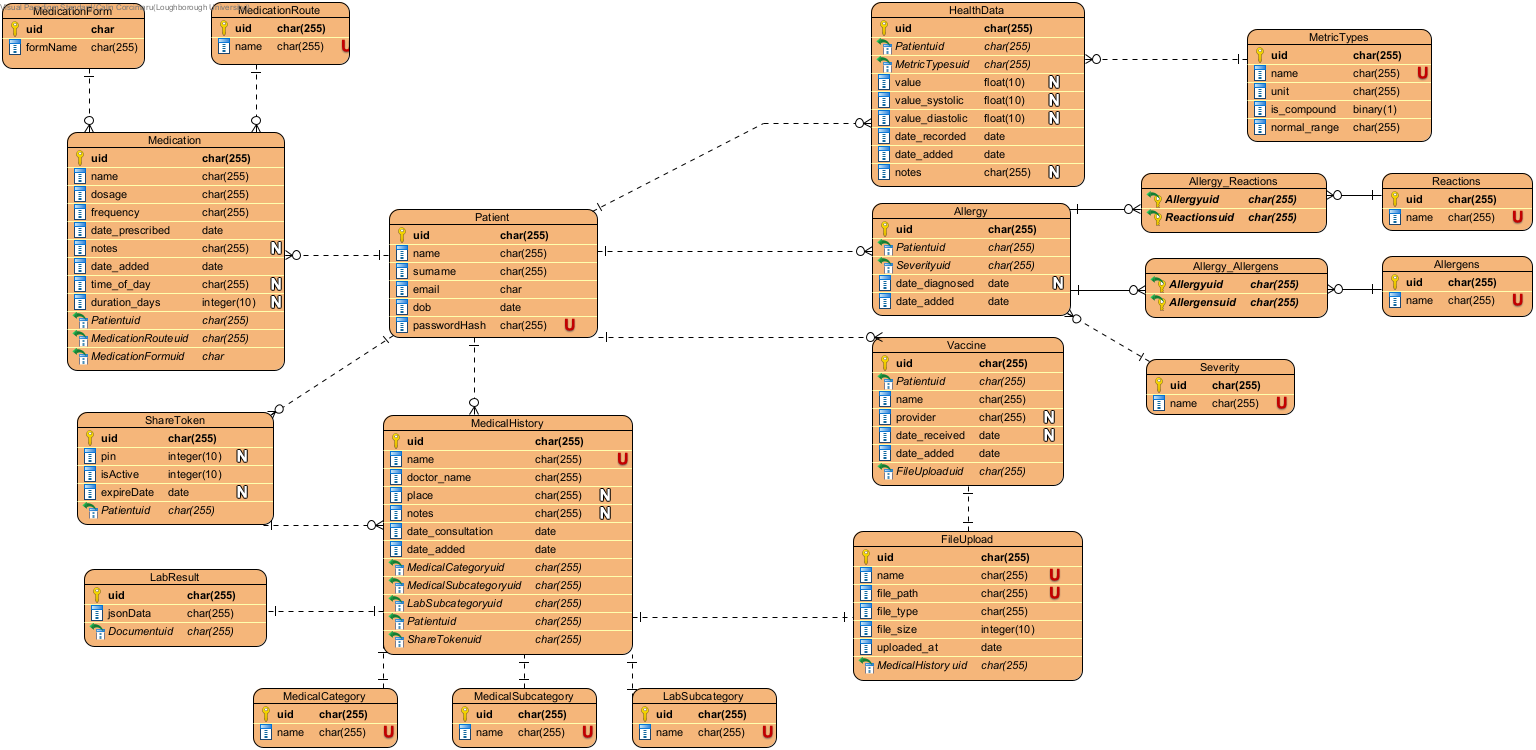 MedicationForm
uid char
formName char(255)
MedicationRoute
uid char(255)
name char(255) U
Medication
uid char(255)
name char(255)
dosage char(255)
frequency char(255)
date_prescribed date
notes char(255) N
date_added date
time_of_day char(255) N
duration_days integer(10) N
Patientuid char(255)
MedicationRouteuid char(255)
MedicationFormuid char
Patient
uid char(255)
name char(255)
surname char(255)
email char
dob date
passwordHash char(255) U
HealthData
uid char(255)
Patientuid char(255)
MetricTypesuid char(255)
value float(10) N
value_systolic float(10) N
value_diastolic float(10) N
date_recorded date
date_added date
notes char(255) N
MetricTypes
uid char(255)
name char(255) U
unit char(255)
is_compound binary(1)
normal_range char(255)
Allergy
uid char(255)
Patientuid char(255)
Severityuid char(255)
date_diagnosed date N
date_added date
Allergy_Reactions
Allergyuid char(255)
Reactionsuid char(255)
Reactions
uid char(255)
name char(255) U
Allergy_Allergens
Allergyuid char(255)
Allergensuid char(255)
Allergens
uid char(255)
name char(255) U
Severity
uid char(255)
name char(255) U
Vaccine
uid char(255)
Patientuid char(255)
name char(255)
provider char(255) N
date_received date N
date_added date
FileUploaduid char(255)
ShareToken
uid char(255)
pin integer(10) N
isActive integer(10)
expireDate date N
Patientuid char(255)
MedicalHistory
uid char(255)
name char(255) U
doctor_name char(255)
place char(255) N
notes char(255) N
date_consultation date
date_added date
MedicalCategoryuid char(255)
MedicalSubcategoryuid char(255)
LabSubcategoryuid char(255)
Patientuid char(255)
ShareTokenuid char(255)
FileUpload
uid char(255)
name char(255) U
file_path char(255) U
file_type char(255)
file_size integer(10)
uploaded_at date
MedicalHistory uid char(255)
LabResult
uid char(255)
jsonData char(255)
Documentuid char(255)
MedicalCategory
uid char(255)
name char(255) U
MedicalSubcategory
uid char(255)
name char(255) U
LabSubcategory
uid char(255)
name char(255) U